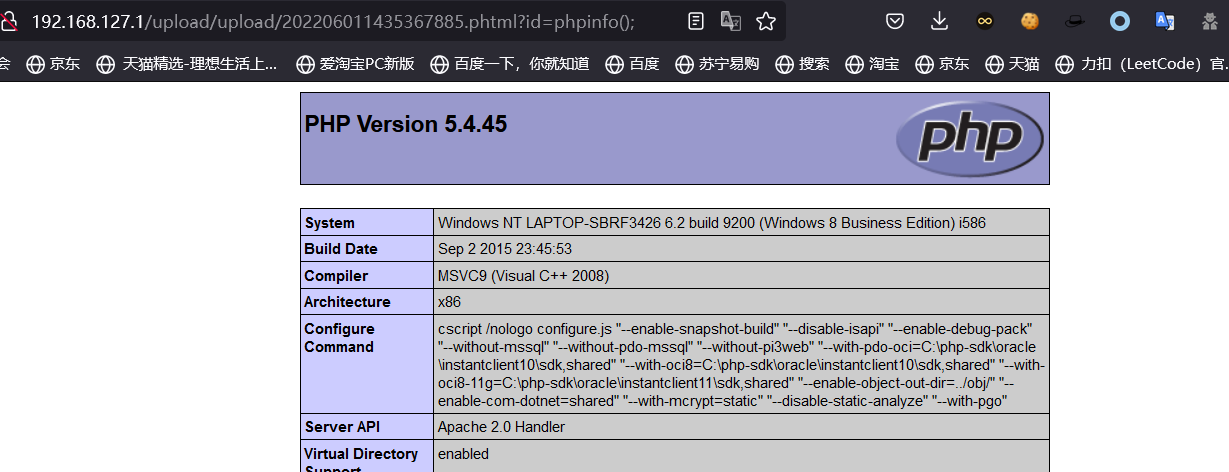 192.168.127.1/upload/upload/202206011435367885.phtml?id=phpinfo();
会 京东 天猫精选-理想生活上... 爱淘宝PC新版 百度一下，你就知道 百度 苏宁易购 搜索 淘宝 京东 天猫 力扣（LeetCode）官...
PHP Version 5.4.45
php
System Windows NT LAPTOP-SBRF3426 6.2 build 9200 (Windows 8 Business Edition) i586
Build Date Sep 2 2015 23:45:53
Compiler MSVC9 (Visual C++ 2008)
Architecture x86
Configure Command
cscript /nologo configure.js "--enable-snapshot-build" "--disable-isapi" "--enable-debug-pack"
"--without-mssql" "--without-pdo-mssql" "--without-pi3web" "--with-pdo-oci=C:\php-sdk\oracle
\instantclient10\sdk,shared" "--with-oci8=C:\php-sdk\oracle\instantclient10\sdk,shared" "--with-
oci8-11g=C:\php-sdk\oracle\instantclient11\sdk,shared" "--enable-object-out-dir=../obj/" "--
enable-com-dotnet=shared" "--with-mcrypt=static" "--disable-static-analyze" "--with-pgo"
Server API Apache 2.0 Handler
Virtual Directory enabled
Support